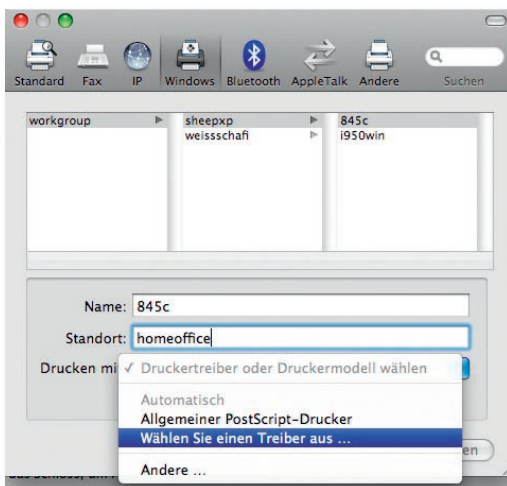 Standard Fax IP Windows Bluetooth AppleTalk Andere Suchen
workgroup sheepxp 845c
weissschafi i950win
Name: 845c
Standort: homeoffice
Drucken mi ✓ Druckertreiber oder Druckermodell wählen
Automatisch
Allgemeiner PostScript-Drucker
Wählen Sie einen Treiber aus ...
en
Andere ...